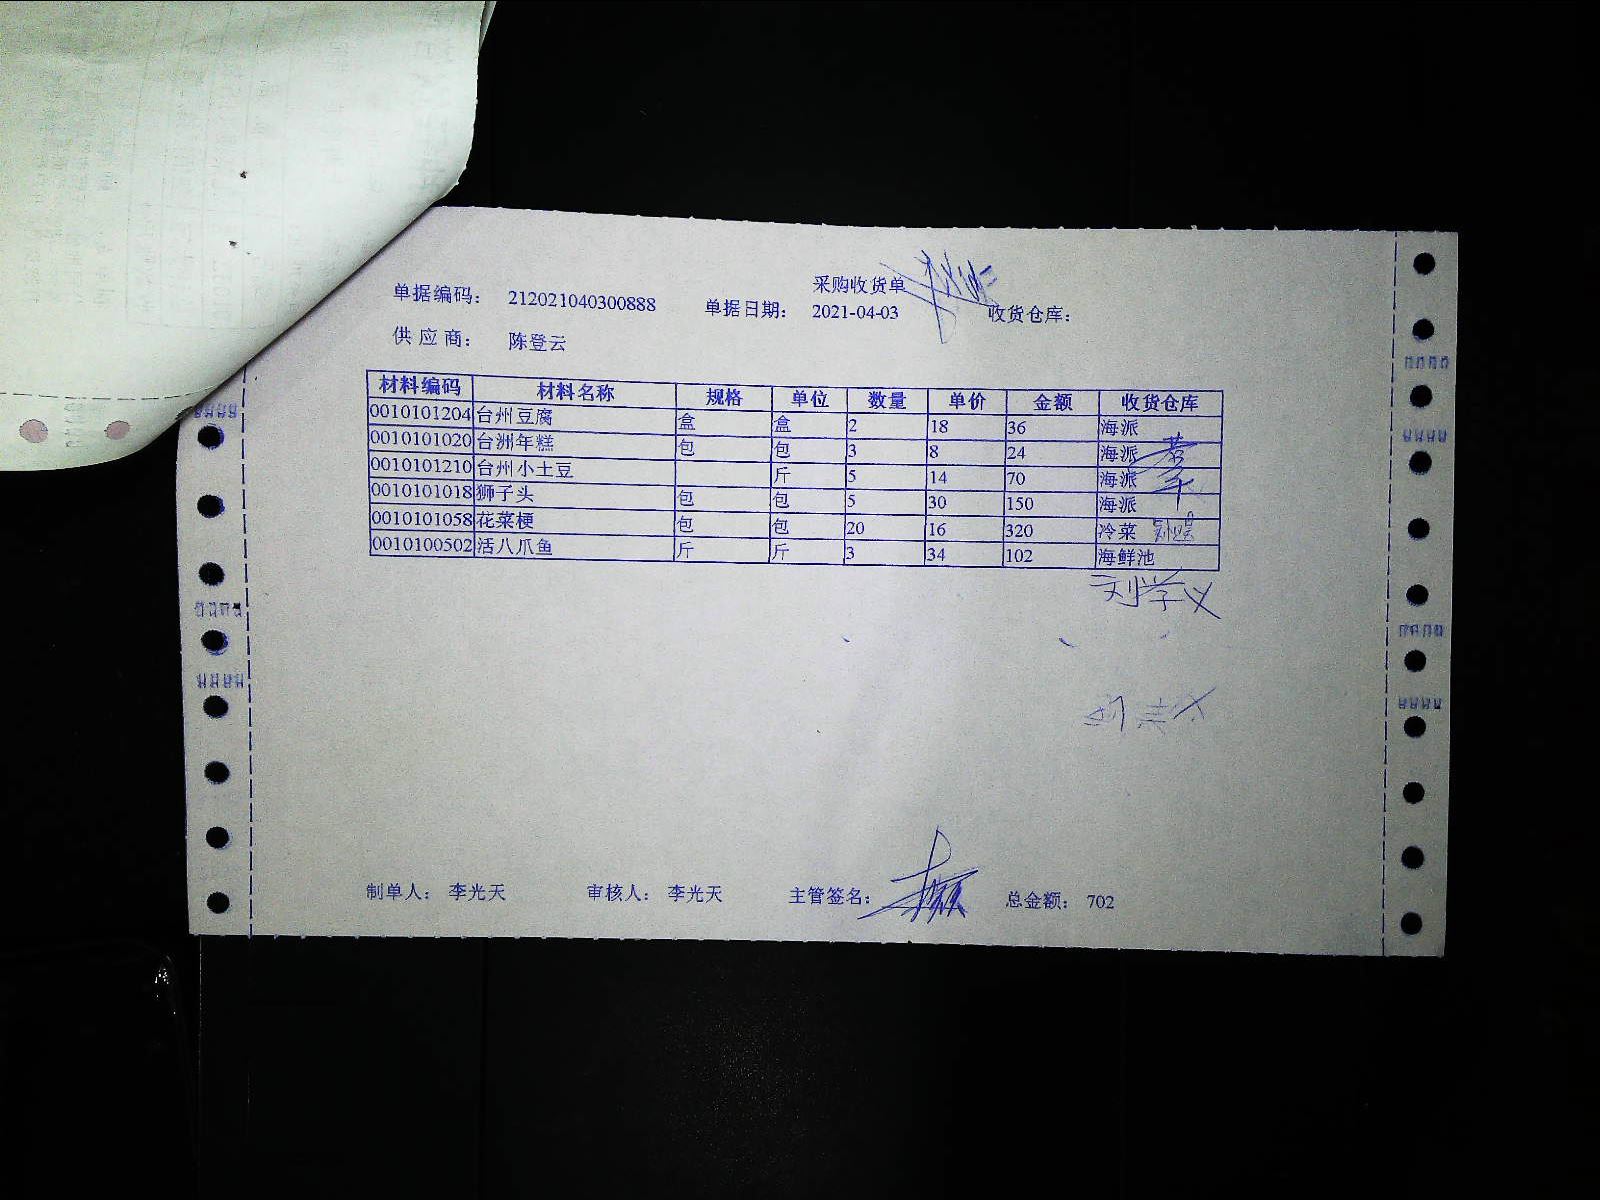 采购收货单
单据编码： 212021040300888 单据日期： 2021-04-03 收货仓库：
供应商： 陈登云
材料编码 材料名称 规格 单位 数量 单价 金额 收货仓库
0010101204 台州豆腐 盒 盒 2 18 36 海派
0010101020 台洲年糕 包 包 3 8 24 海派
0010101210 台州小土豆 斤 5 14 70 海派
0010101018 狮子头 包 包 5 30 150 海派
0010101058 花菜梗 包 包 20 16 320 冷菜
0010100502 活八爪鱼 斤 斤 3 34 102 海鲜池
刘学义
制单人： 李光天 审核人： 李光天 主管签名： 总金额： 702